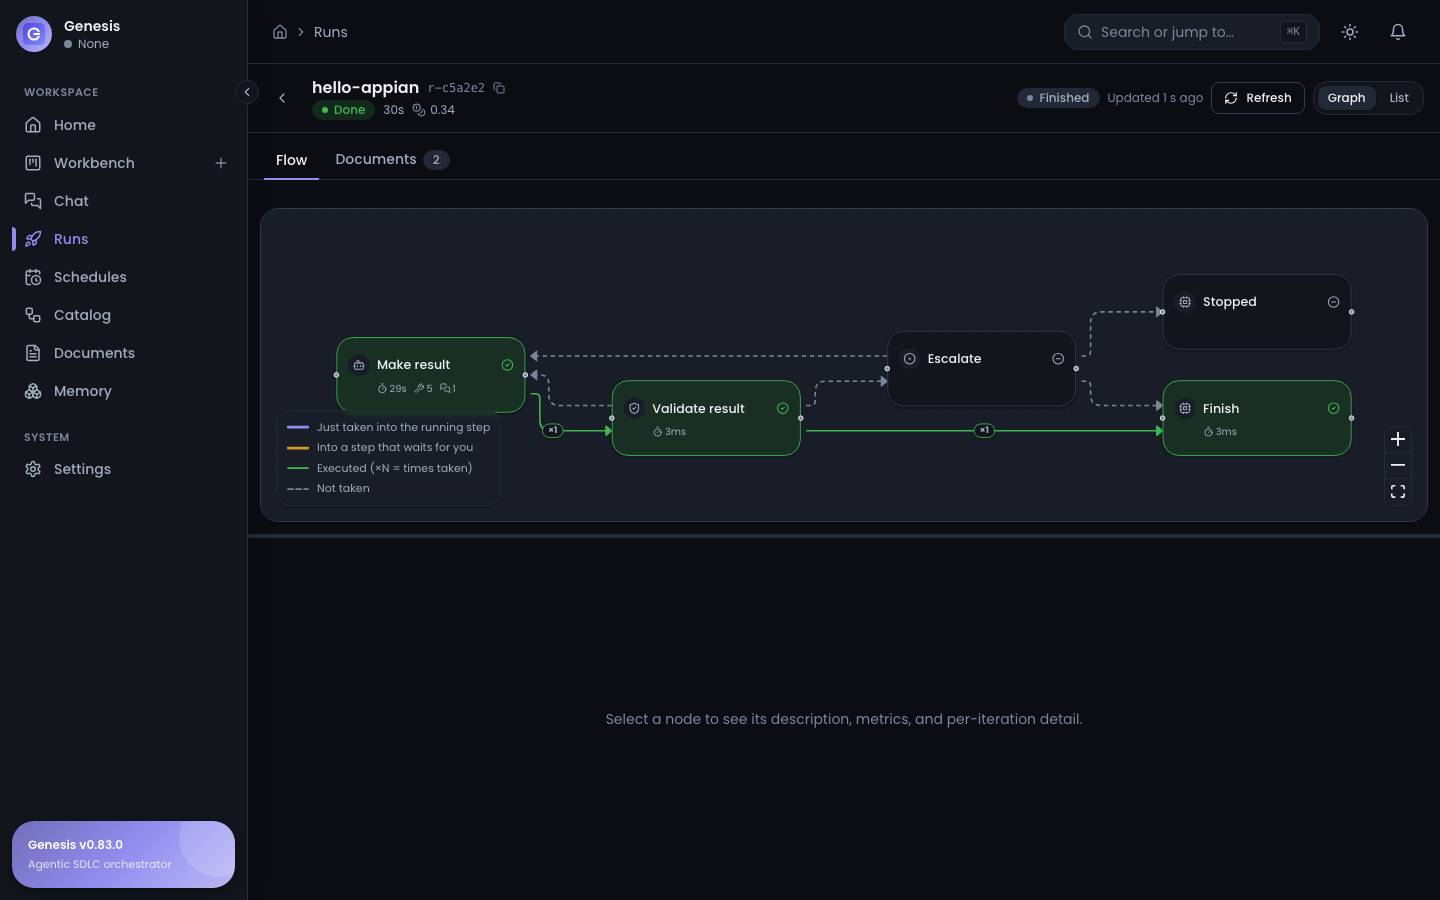 Genesis
None
WORKSPACE
Home
Workbench
Chat
Runs
Schedules
Catalog
Documents
Memory
SYSTEM
Settings
Genesis v0.83.0
Agentic SDLC orchestrator
Runs
Search or jump to...
⌘K
hello-appian r-c5a2e2
Done 30s 0.34
Finished Updated 1 s ago Refresh Graph List
Flow Documents 2
Stopped
Make result
29s 5 1
Escalate
Validate result
3ms
Finish
3ms
×1
×1
Just taken into the running step
Into a step that waits for you
Executed (×N = times taken)
Not taken
Select a node to see its description, metrics, and per-iteration detail.